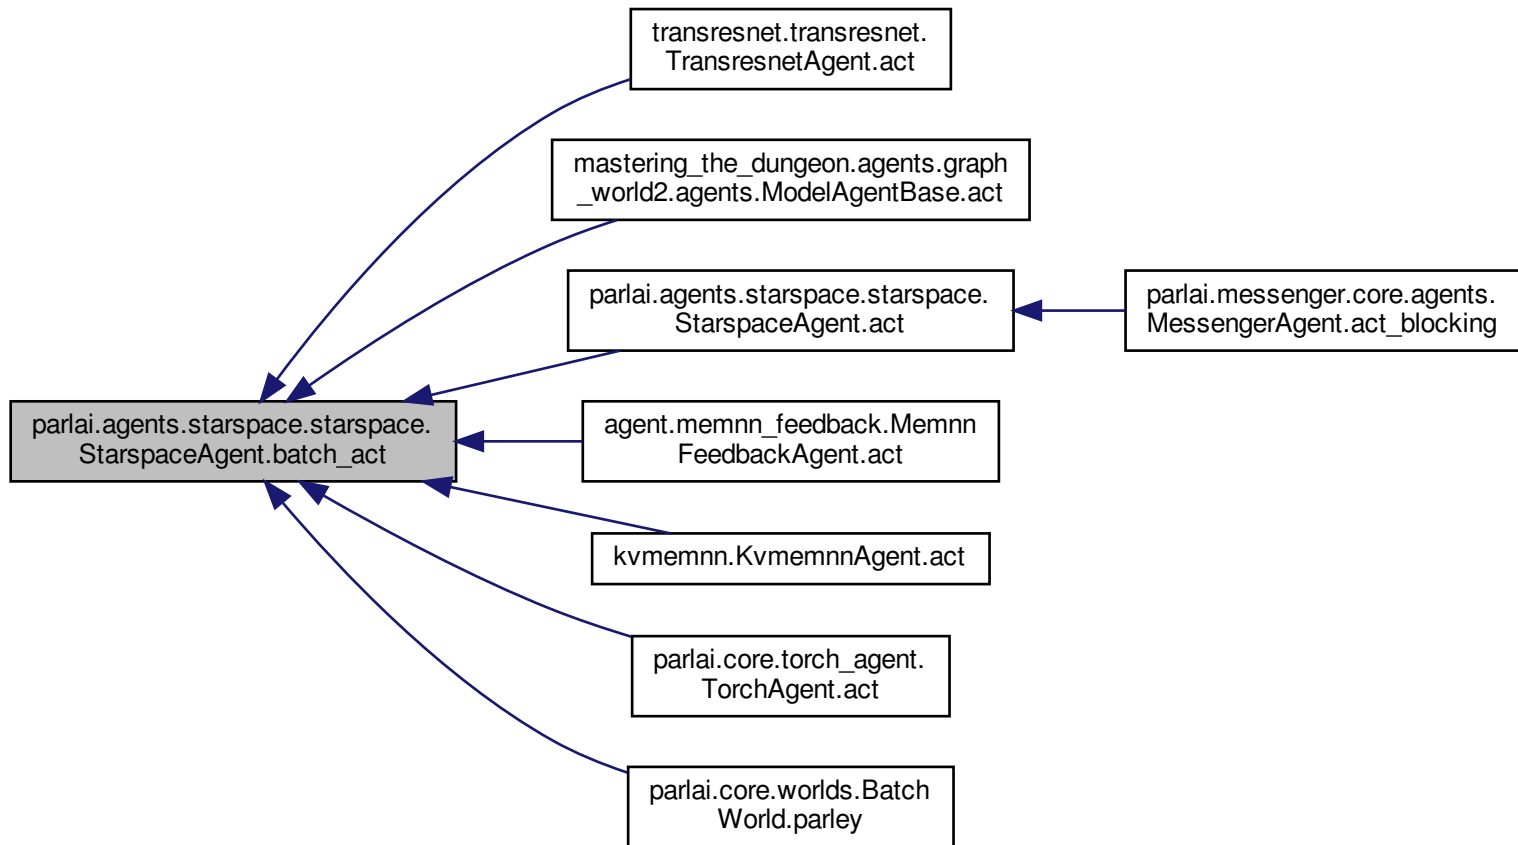 transresnet.transresnet.
TransresnetAgent.act
mastering_the_dungeon.agents.graph
_world2.agents.ModelAgentBase.act
parlai.agents.starspace.starspace.
StarspaceAgent.act
parlai.messenger.core.agents.
MessengerAgent.act_blocking
parlai.agents.starspace.starspace.
StarspaceAgent.batch_act
agent.memnn_feedback.Memnn
FeedbackAgent.act
kvmemnn.KvmemnnAgent.act
parlai.core.torch_agent.
TorchAgent.act
parlai.core.worlds.Batch
World.parley